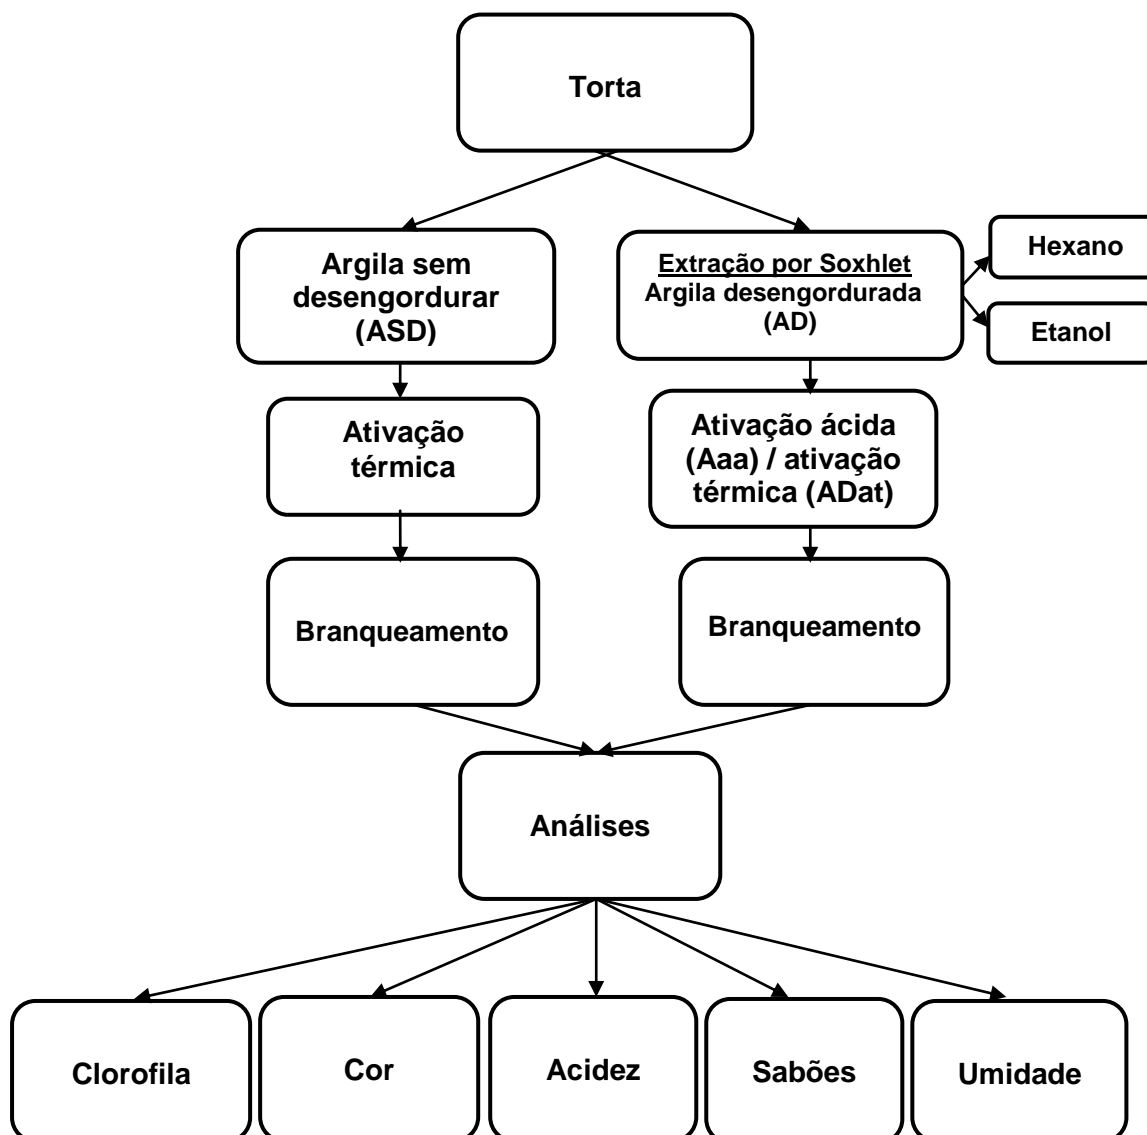 Torta
Argila sem
desengordurar
(ASD)
Extração por Soxhlet
Argila desengordurada
(AD)
Hexano
Etanol
Ativação
térmica
Ativação ácida
(Aaa) / ativação
térmica (ADat)
Branqueamento
Branqueamento
Análises
Clorofila
Cor
Acidez
Sabões
Umidade